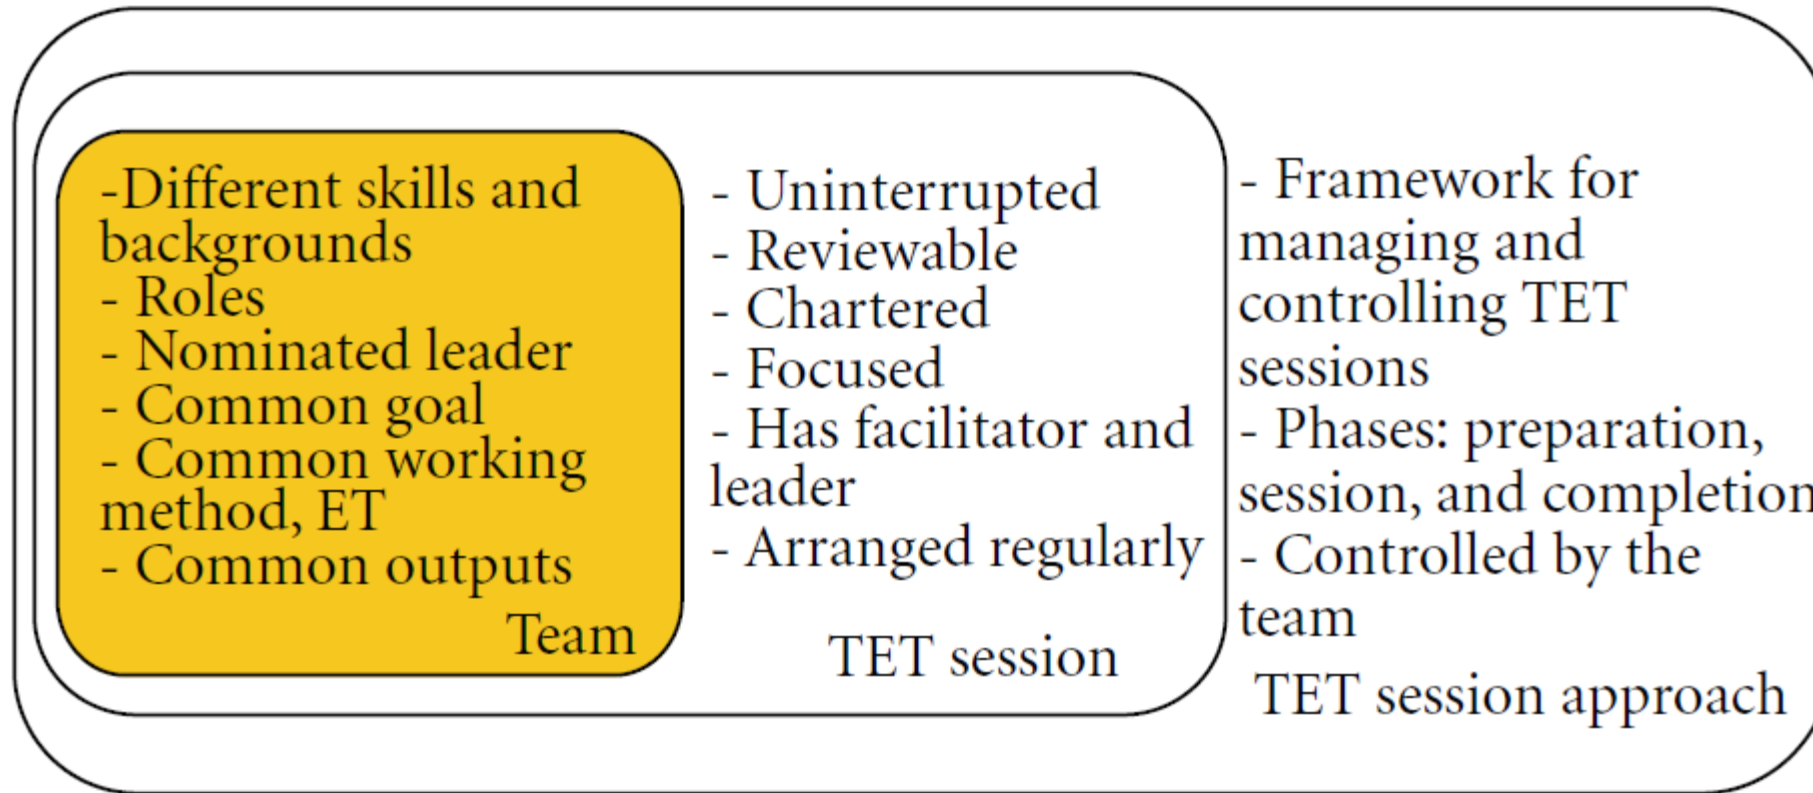 -Different skills and
backgrounds
- Roles
- Nominated leader
- Common goal
- Common working
method, ET
- Common outputs
Team
- Uninterrupted
- Reviewable
- Chartered
- Focused
- Has facilitator and
leader
- Arranged regularly
TET session
- Framework for
managing and
controlling TET
sessions
- Phases: preparation,
session, and completion
- Controlled by the
team
TET session approach